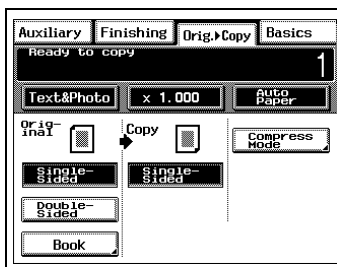 Auxiliary Finishing Orig.▸Copy Basics
Ready to copy
1
Text&Photo x 1.000 Auto Paper
Orig-
inal Copy
Compress
Mode
Single-
Sided
Single-
Sided
Double-
Sided
Book